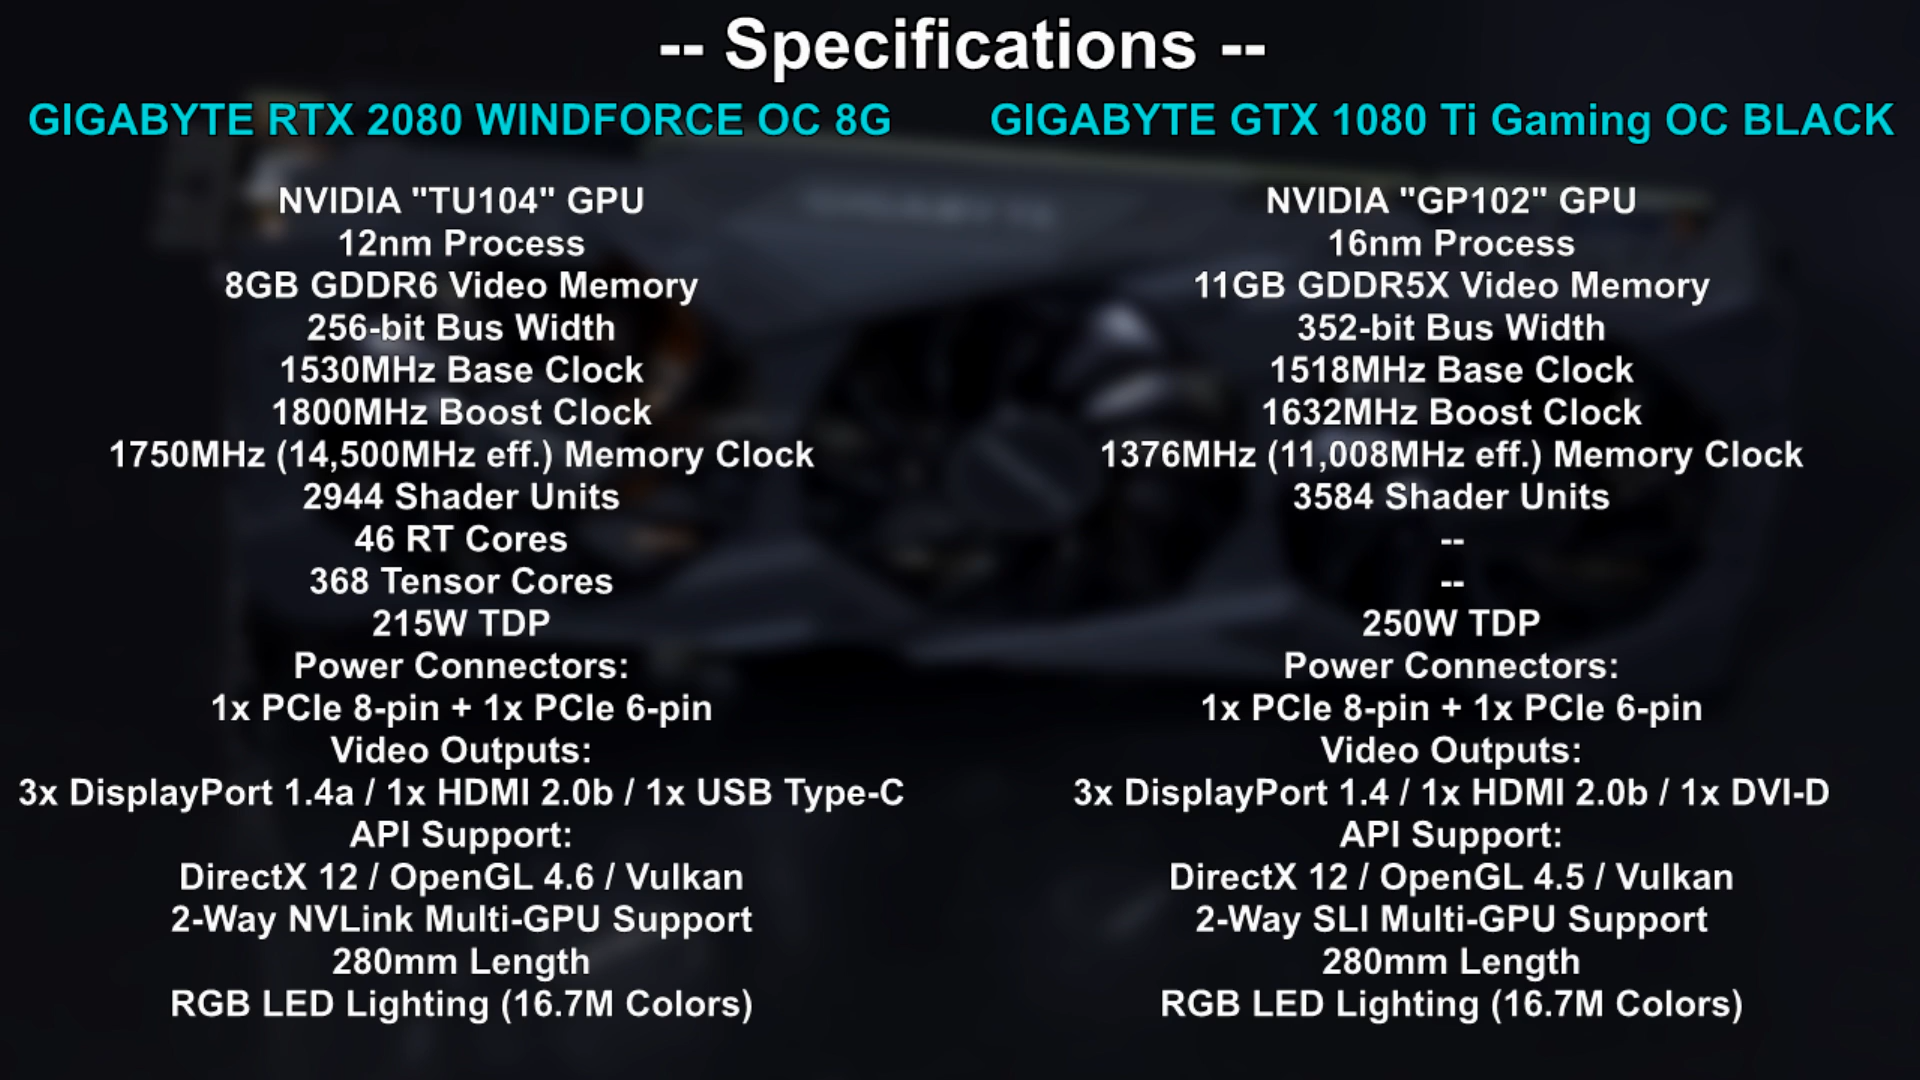 -- Specifications --
GIGABYTE RTX 2080 WINDFORCE OC 8G
NVIDIA "TU104" GPU
12nm Process
8GB GDDR6 Video Memory
256-bit Bus Width
1530MHz Base Clock
1800MHz Boost Clock
1750MHz (14,500MHz eff.) Memory Clock
2944 Shader Units
46 RT Cores
368 Tensor Cores
215W TDP
Power Connectors:
1x PCIe 8-pin + 1x PCIe 6-pin
Video Outputs:
3x DisplayPort 1.4a / 1x HDMI 2.0b / 1x USB Type-C
API Support:
DirectX 12 / OpenGL 4.6 / Vulkan
2-Way NVLink Multi-GPU Support
280mm Length
RGB LED Lighting (16.7M Colors)
GIGABYTE GTX 1080 Ti Gaming OC BLACK
NVIDIA "GP102" GPU
16nm Process
11GB GDDR5X Video Memory
352-bit Bus Width
1518MHz Base Clock
1632MHz Boost Clock
1376MHz (11,008MHz eff.) Memory Clock
3584 Shader Units
--
--
250W TDP
Power Connectors:
1x PCIe 8-pin + 1x PCIe 6-pin
Video Outputs:
3x DisplayPort 1.4 / 1x HDMI 2.0b / 1x DVI-D
API Support:
DirectX 12 / OpenGL 4.5 / Vulkan
2-Way SLI Multi-GPU Support
280mm Length
RGB LED Lighting (16.7M Colors)